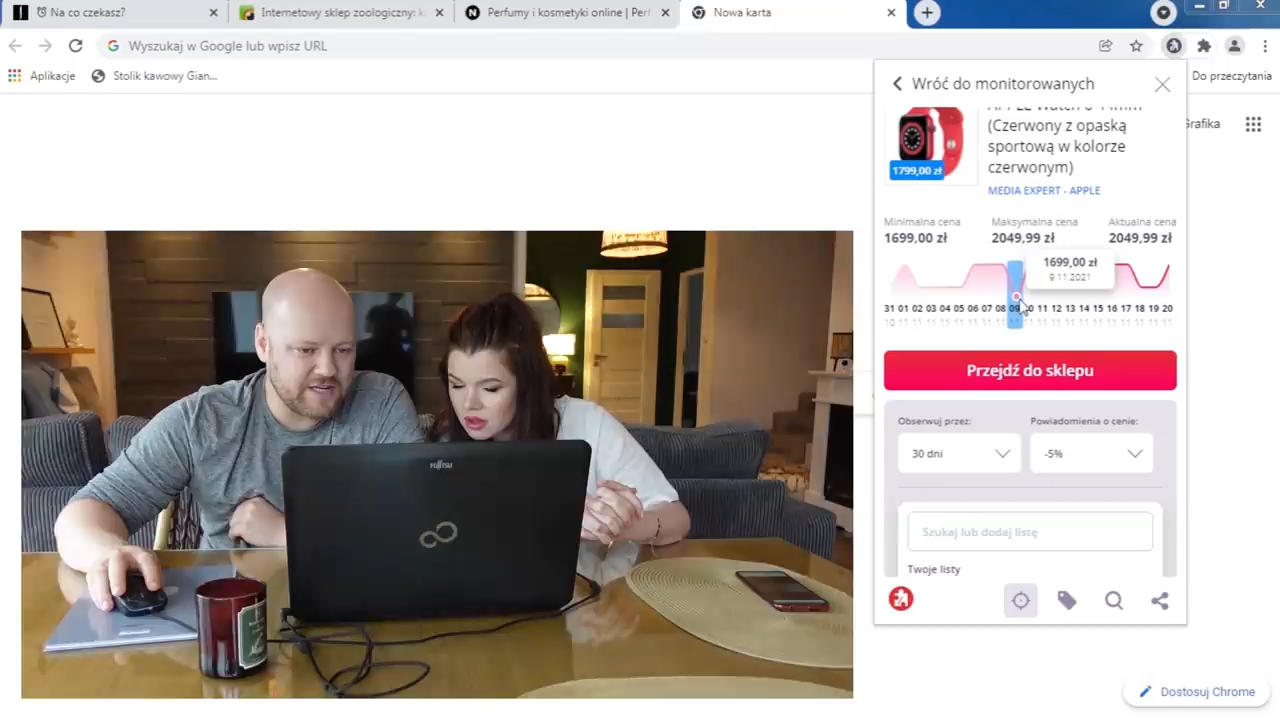 Na co czekasz?
Internetowy sklep zoologiczny: k
Perfumy i kosmetyki online | Per
Nowa karta
Wyszukaj w Google lub wpisz URL
Aplikacje
Stolik kawowy Gian...
Do przeczytania
Grafika
Wróć do monitorowanych
(Czerwony z opaską
sportową w kolorze
czerwonym)
1799,00 zł
MEDIA EXPERT - APPLE
Minimalna cena Maksymalna cena Aktualna cena
1699,00 zł 2049,99 zł 2049,99 zł
1699,00 zł
9.11.2021
31 01 02 03 04 05 06 07 08 09 11 12 13 14 15 16 17 18 19 20
Przejdź do sklepu
Obserwuj przez: Powiadomienia o cenie:
30 dni -5%
Szukaj lub dodaj listę
Twoje listy
FUJITSU
Dostosuj Chrome